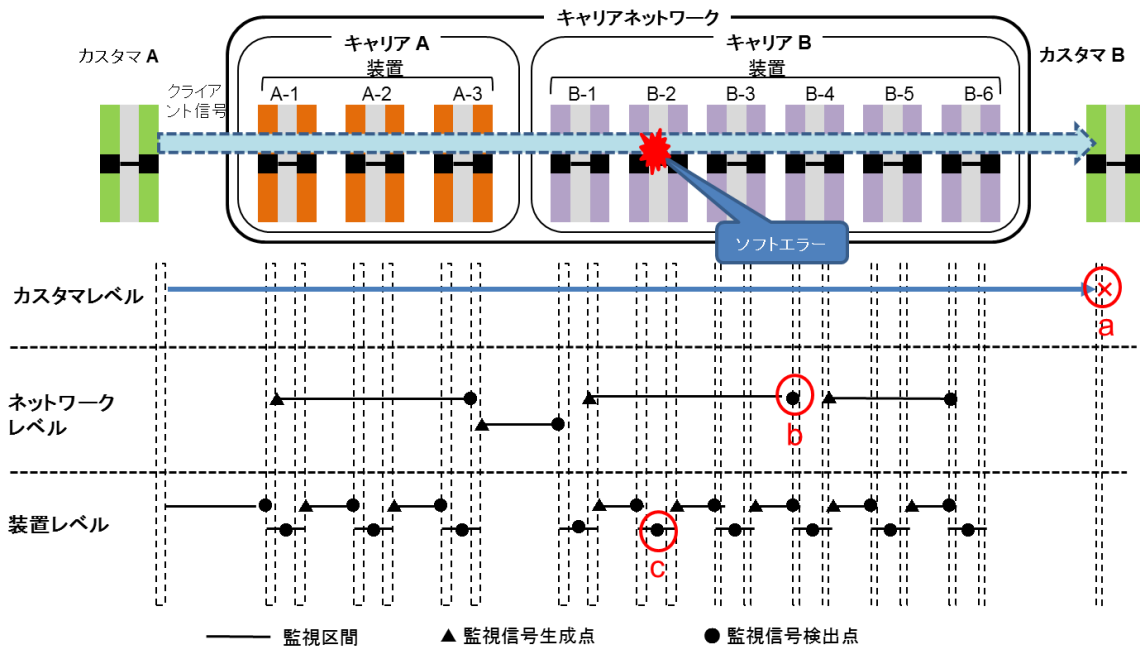 キャリアネットワーク
カスタマ A
キャリア A
キャリア B
カスタマ B
装置
装置
クライア
ント信号
A-1
A-2
A-3
B-1
B-2
B-3
B-4
B-5
B-6
ソフトエラー
カスタマレベル
×
a
ネットワーク
レベル
b
装置レベル
c
監視区間
監視信号生成点
監視信号検出点